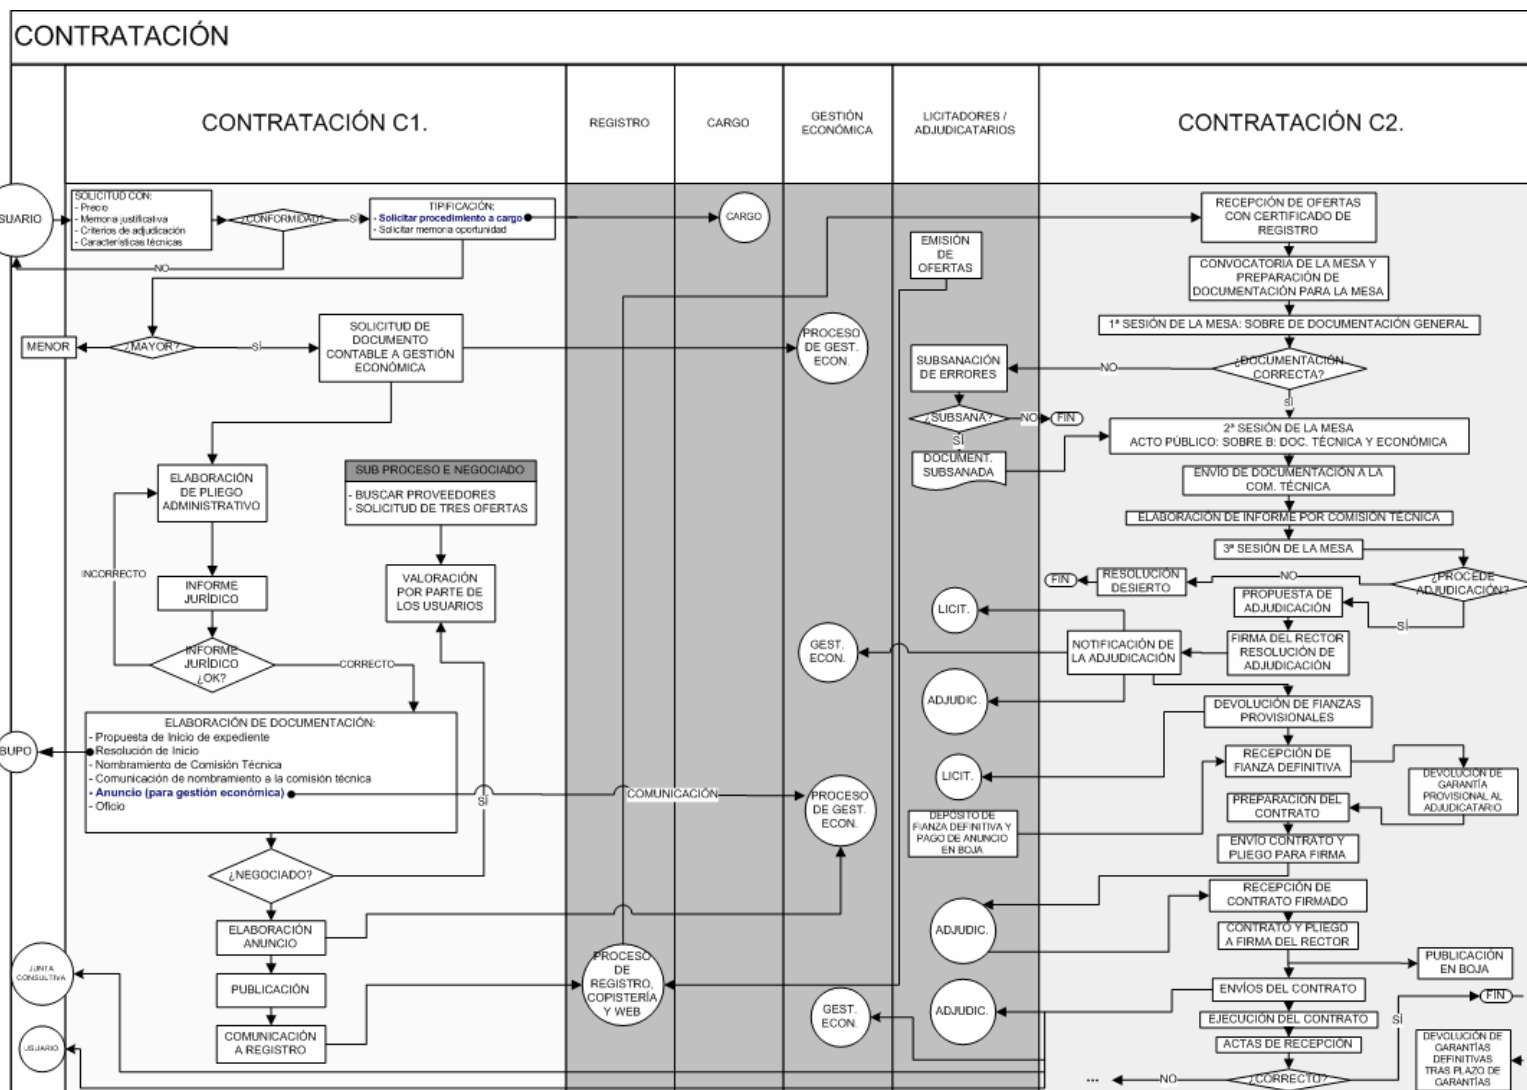 CONTRATACIÓN
CONTRATACIÓN C1.
REGISTRO
CARGO
GESTIÓN
ECONÓMICA
LICITADORES /
ADJUDICATARIOS
CONTRATACIÓN C2.
SUARIO
SOLICITUD CON:
- Precio
- Memoria justificativa
- Criterios de adjudicación
- Características técnicas
¿CONFORMIDAD?
SÍ
NO
TIPIFICACIÓN:
- Solicitar procedimiento a cargo
- Solicitar memoria oportunidad
CARGO
MENOR
¿MAYOR?
SÍ
SOLICITUD DE
DOCUMENTO
CONTABLE A GESTIÓN
ECONÓMICA
PROCESO
DE GEST.
ECON.
ELABORACIÓN
DE PLIEGO
ADMINISTRATIVO
INCORRECTO
INFORME
JURÍDICO
INFORME
JURÍDICO
¿OK?
CORRECTO
SUB PROCESO E NEGOCIADO
- BUSCAR PROVEEDORES
- SOLICITUD DE TRES OFERTAS
VALORACIÓN
POR PARTE DE
LOS USUARIOS
BUPO
ELABORACIÓN DE DOCUMENTACIÓN:
- Propuesta de Inicio de expediente
- Resolución de Inicio
- Nombramiento de Comisión Técnica
- Comunicación de nombramiento a la comisión técnica
- Anuncio (para gestión económica)
- Oficio
SÍ
COMUNICACIÓN
PROCESO
DE GEST.
ECON.
¿NEGOCIADO?
ELABORACIÓN
ANUNCIO
PUBLICACIÓN
COMUNICACIÓN
A REGISTRO
JUNTA
CONSULTIVA
USUARIO
PROCESO
DE
REGISTRO,
COPISTERÍA
Y WEB
GEST.
ECON.
GEST.
ECON.
EMISIÓN
DE
OFERTAS
SUBSANACIÓN
DE ERRORES
¿SUBSANA?
NO
FIN
SÍ
DOCUMENT.
SUBSANADA
LICIT.
ADJUDIC.
LICIT.
DEPÓSITO DE
FIANZA DEFINITIVA Y
PAGO DE ANUNCIO
EN BOJA
ADJUDIC.
ADJUDIC.
RECEPCIÓN DE OFERTAS
CON CERTIFICADO DE
REGISTRO
CONVOCATORIA DE LA MESA Y
PREPARACIÓN DE
DOCUMENTACIÓN PARA LA MESA
1ª SESIÓN DE LA MESA: SOBRE DE DOCUMENTACIÓN GENERAL
¿DOCUMENTACIÓN
CORRECTA?
NO
SÍ
2ª SESIÓN DE LA MESA
ACTO PÚBLICO: SOBRE B: DOC. TÉCNICA Y ECONÓMICA
ENVÍO DE DOCUMENTACIÓN A LA
COM. TÉCNICA
ELABORACIÓN DE INFORME POR COMISIÓN TÉCNICA
3ª SESIÓN DE LA MESA
¿PROCEDE
ADJUDICACIÓN?
NO
RESOLUCIÓN
DESIERTO
FIN
SÍ
PROPUESTA DE
ADJUDICACIÓN
FIRMA DEL RECTOR
RESOLUCIÓN DE
ADJUDICACIÓN
NOTIFICACIÓN DE
LA ADJUDICACIÓN
DEVOLUCIÓN DE FIANZAS
PROVISIONALES
RECEPCIÓN DE
FIANZA DEFINITIVA
DEVOLUCIÓN DE
GARANTÍA
PROVISIONAL AL
ADJUDICATARIO
PREPARACIÓN DEL
CONTRATO
ENVÍO CONTRATO Y
PLIEGO PARA FIRMA
RECEPCIÓN DE
CONTRATO FIRMADO
CONTRATO Y PLIEGO
A FIRMA DEL RECTOR
PUBLICACIÓN
EN BOJA
ENVÍOS DEL CONTRATO
FIN
SÍ
EJECUCIÓN DEL CONTRATO
ACTAS DE RECEPCIÓN
¿CORRECTO?
NO
...
DEVOLUCIÓN DE
GARANTÍAS
DEFINITIVAS
TRAS PLAZO DE
GARANTÍAS